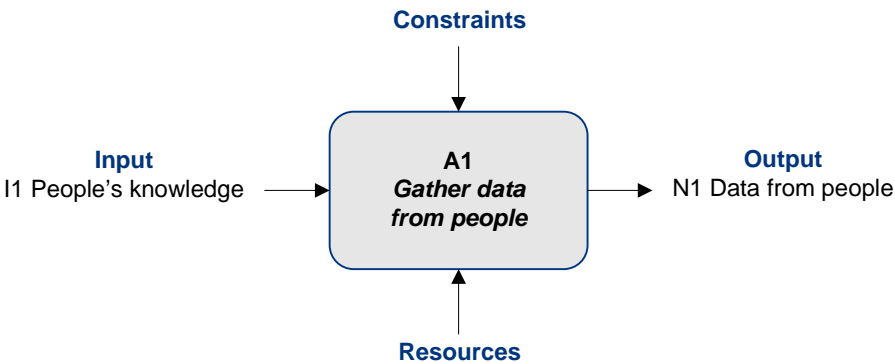 Constraints
Input
I1 People’s knowledge
A1
Gather data
from people
Output
N1 Data from people
Resources